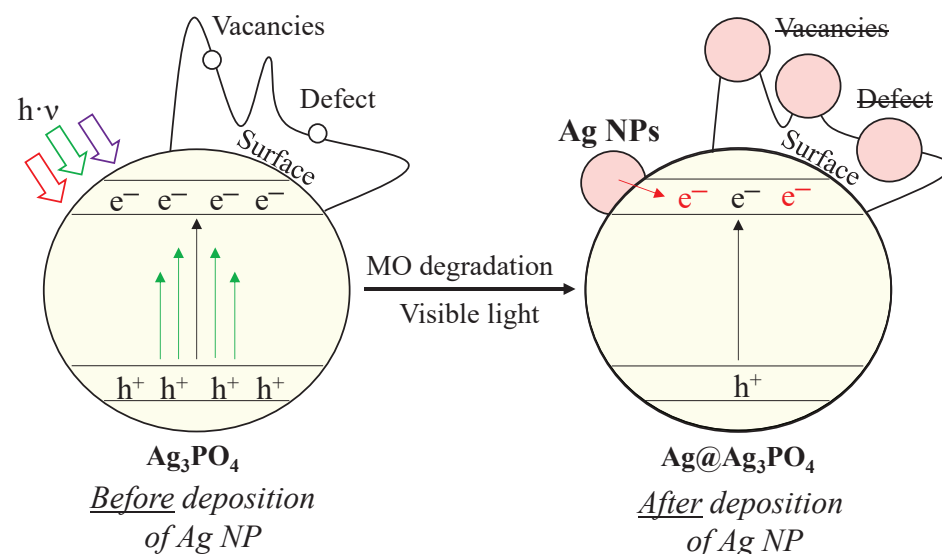 Vacancies
Defect
h·ν
Surface
e⁻ e⁻ e⁻ e⁻
h⁺ h⁺ h⁺ h⁺
Ag₃PO₄
Before deposition
of Ag NP
MO degradation
Visible light
Vacancies
Defect
Ag NPs
Surface
e⁻ e⁻ e⁻
h⁺
Ag@Ag₃PO₄
After deposition
of Ag NP